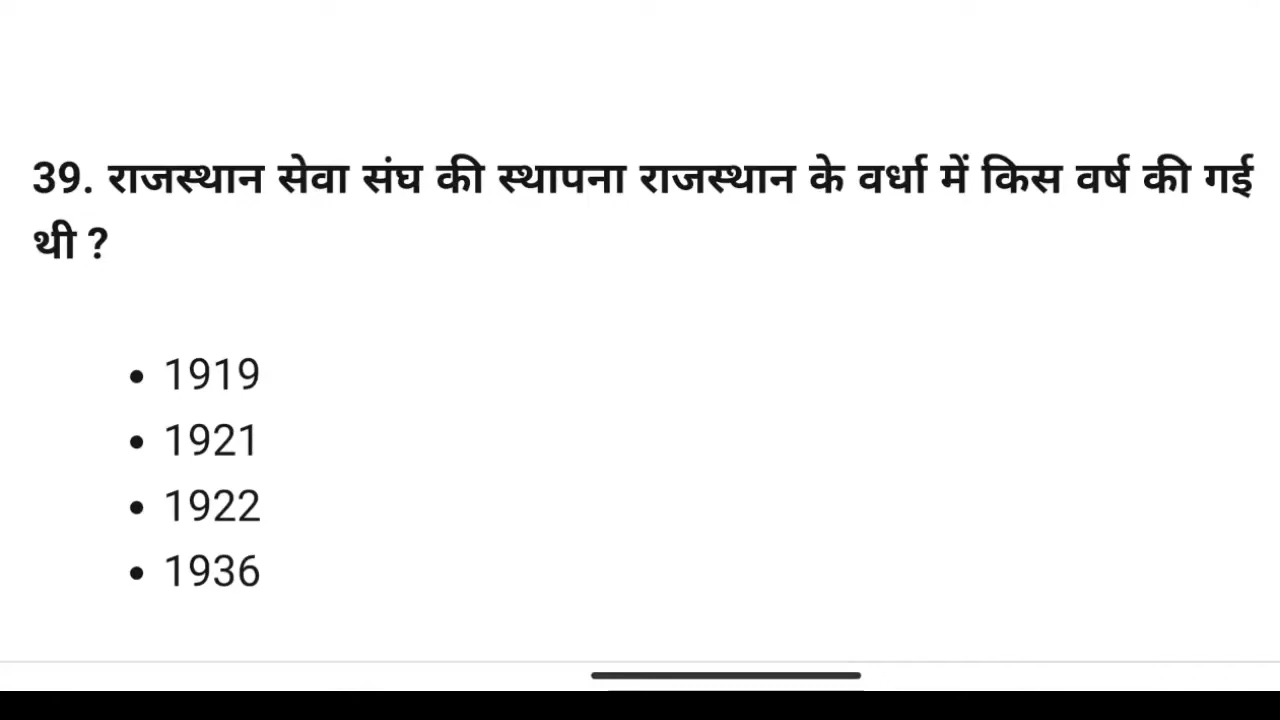 39. राजस्थान सेवा संघ की स्थापना राजस्थान के वर्धा में किस वर्ष की गई
थी ?
• 1919
• 1921
• 1922
• 1936